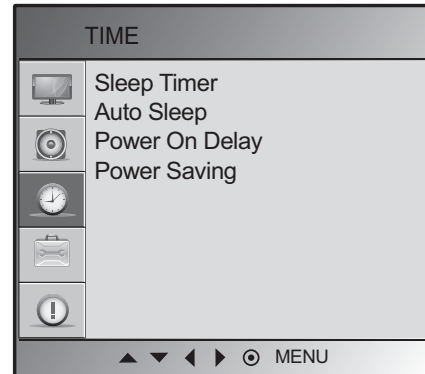 TIME
Sleep Timer
Auto Sleep
Power On Delay
Power Saving
MENU